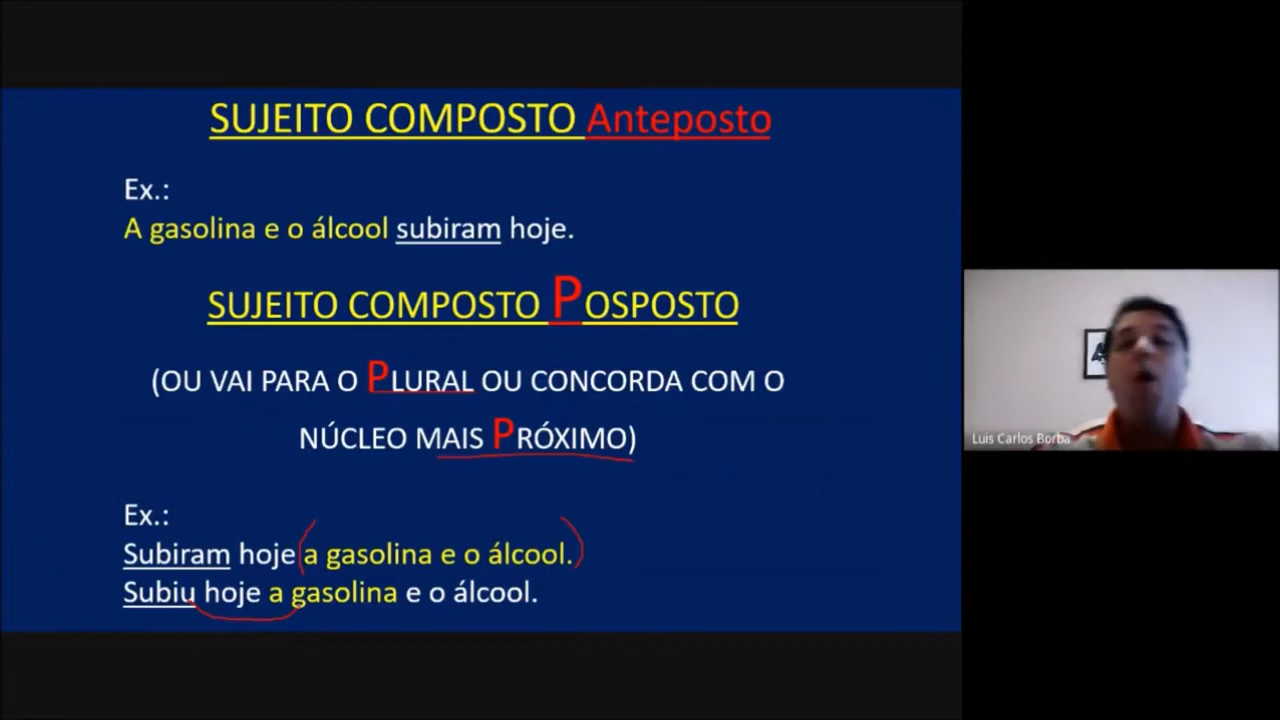 SUJEITO COMPOSTO Anteposto
Ex.:
A gasolina e o álcool subiram hoje.
SUJEITO COMPOSTO POSPOSTO
(OU VAI PARA O PLURAL OU CONCORDA COM O
NÚCLEO MAIS PRÓXIMO)
Ex.:
Subiram hoje a gasolina e o álcool.
Subiu hoje a gasolina e o álcool.
Luis Carlos Borba